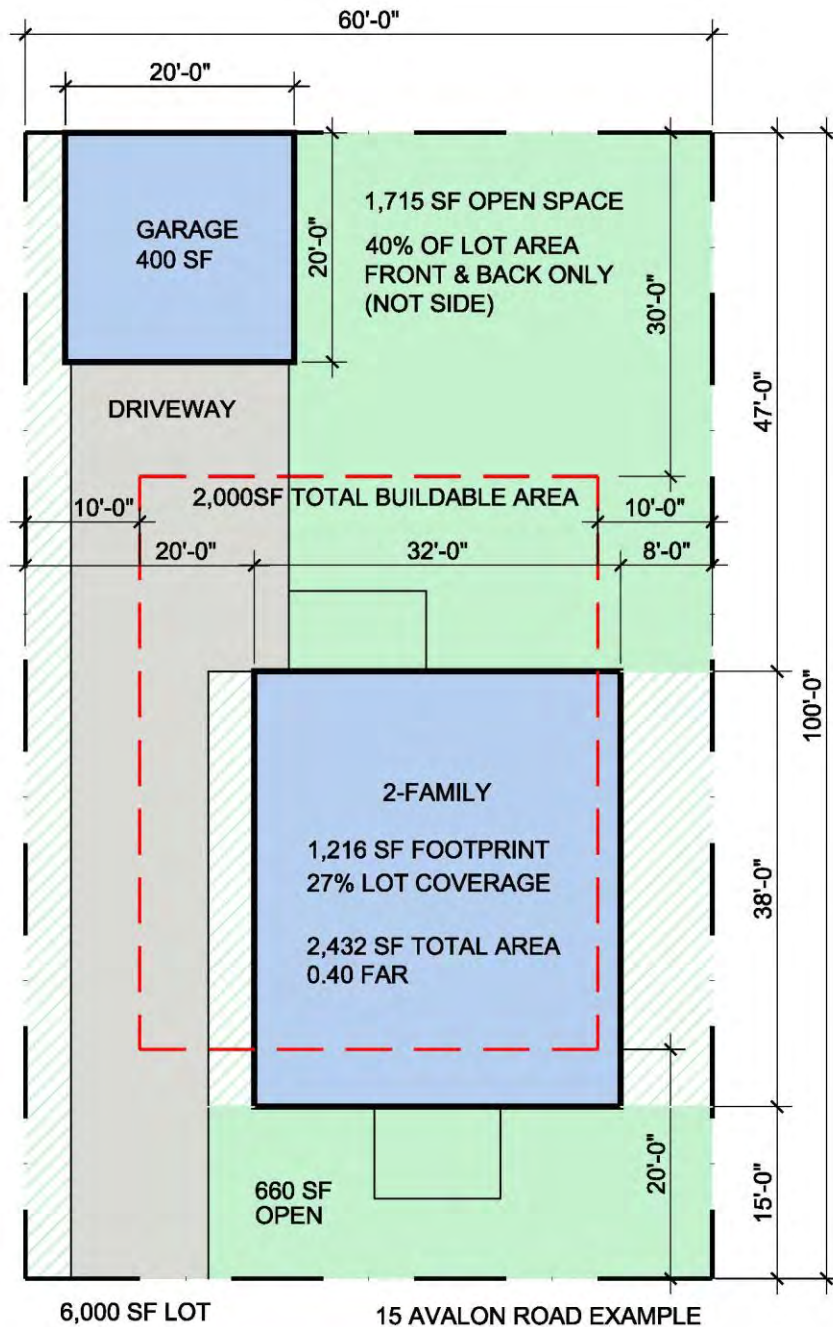 60'-0"
20'-0"
GARAGE
400 SF
20'-0"
1,715 SF OPEN SPACE
40% OF LOT AREA
FRONT & BACK ONLY
(NOT SIDE)
30'-0"
47'-0"
DRIVEWAY
2,000SF TOTAL BUILDABLE AREA
10'-0"
10'-0"
20'-0"
32'-0"
8'-0"
100'-0"
2-FAMILY
1,216 SF FOOTPRINT
27% LOT COVERAGE
2,432 SF TOTAL AREA
0.40 FAR
38'-0"
660 SF
OPEN
20'-0"
15'-0"
6,000 SF LOT
15 AVALON ROAD EXAMPLE